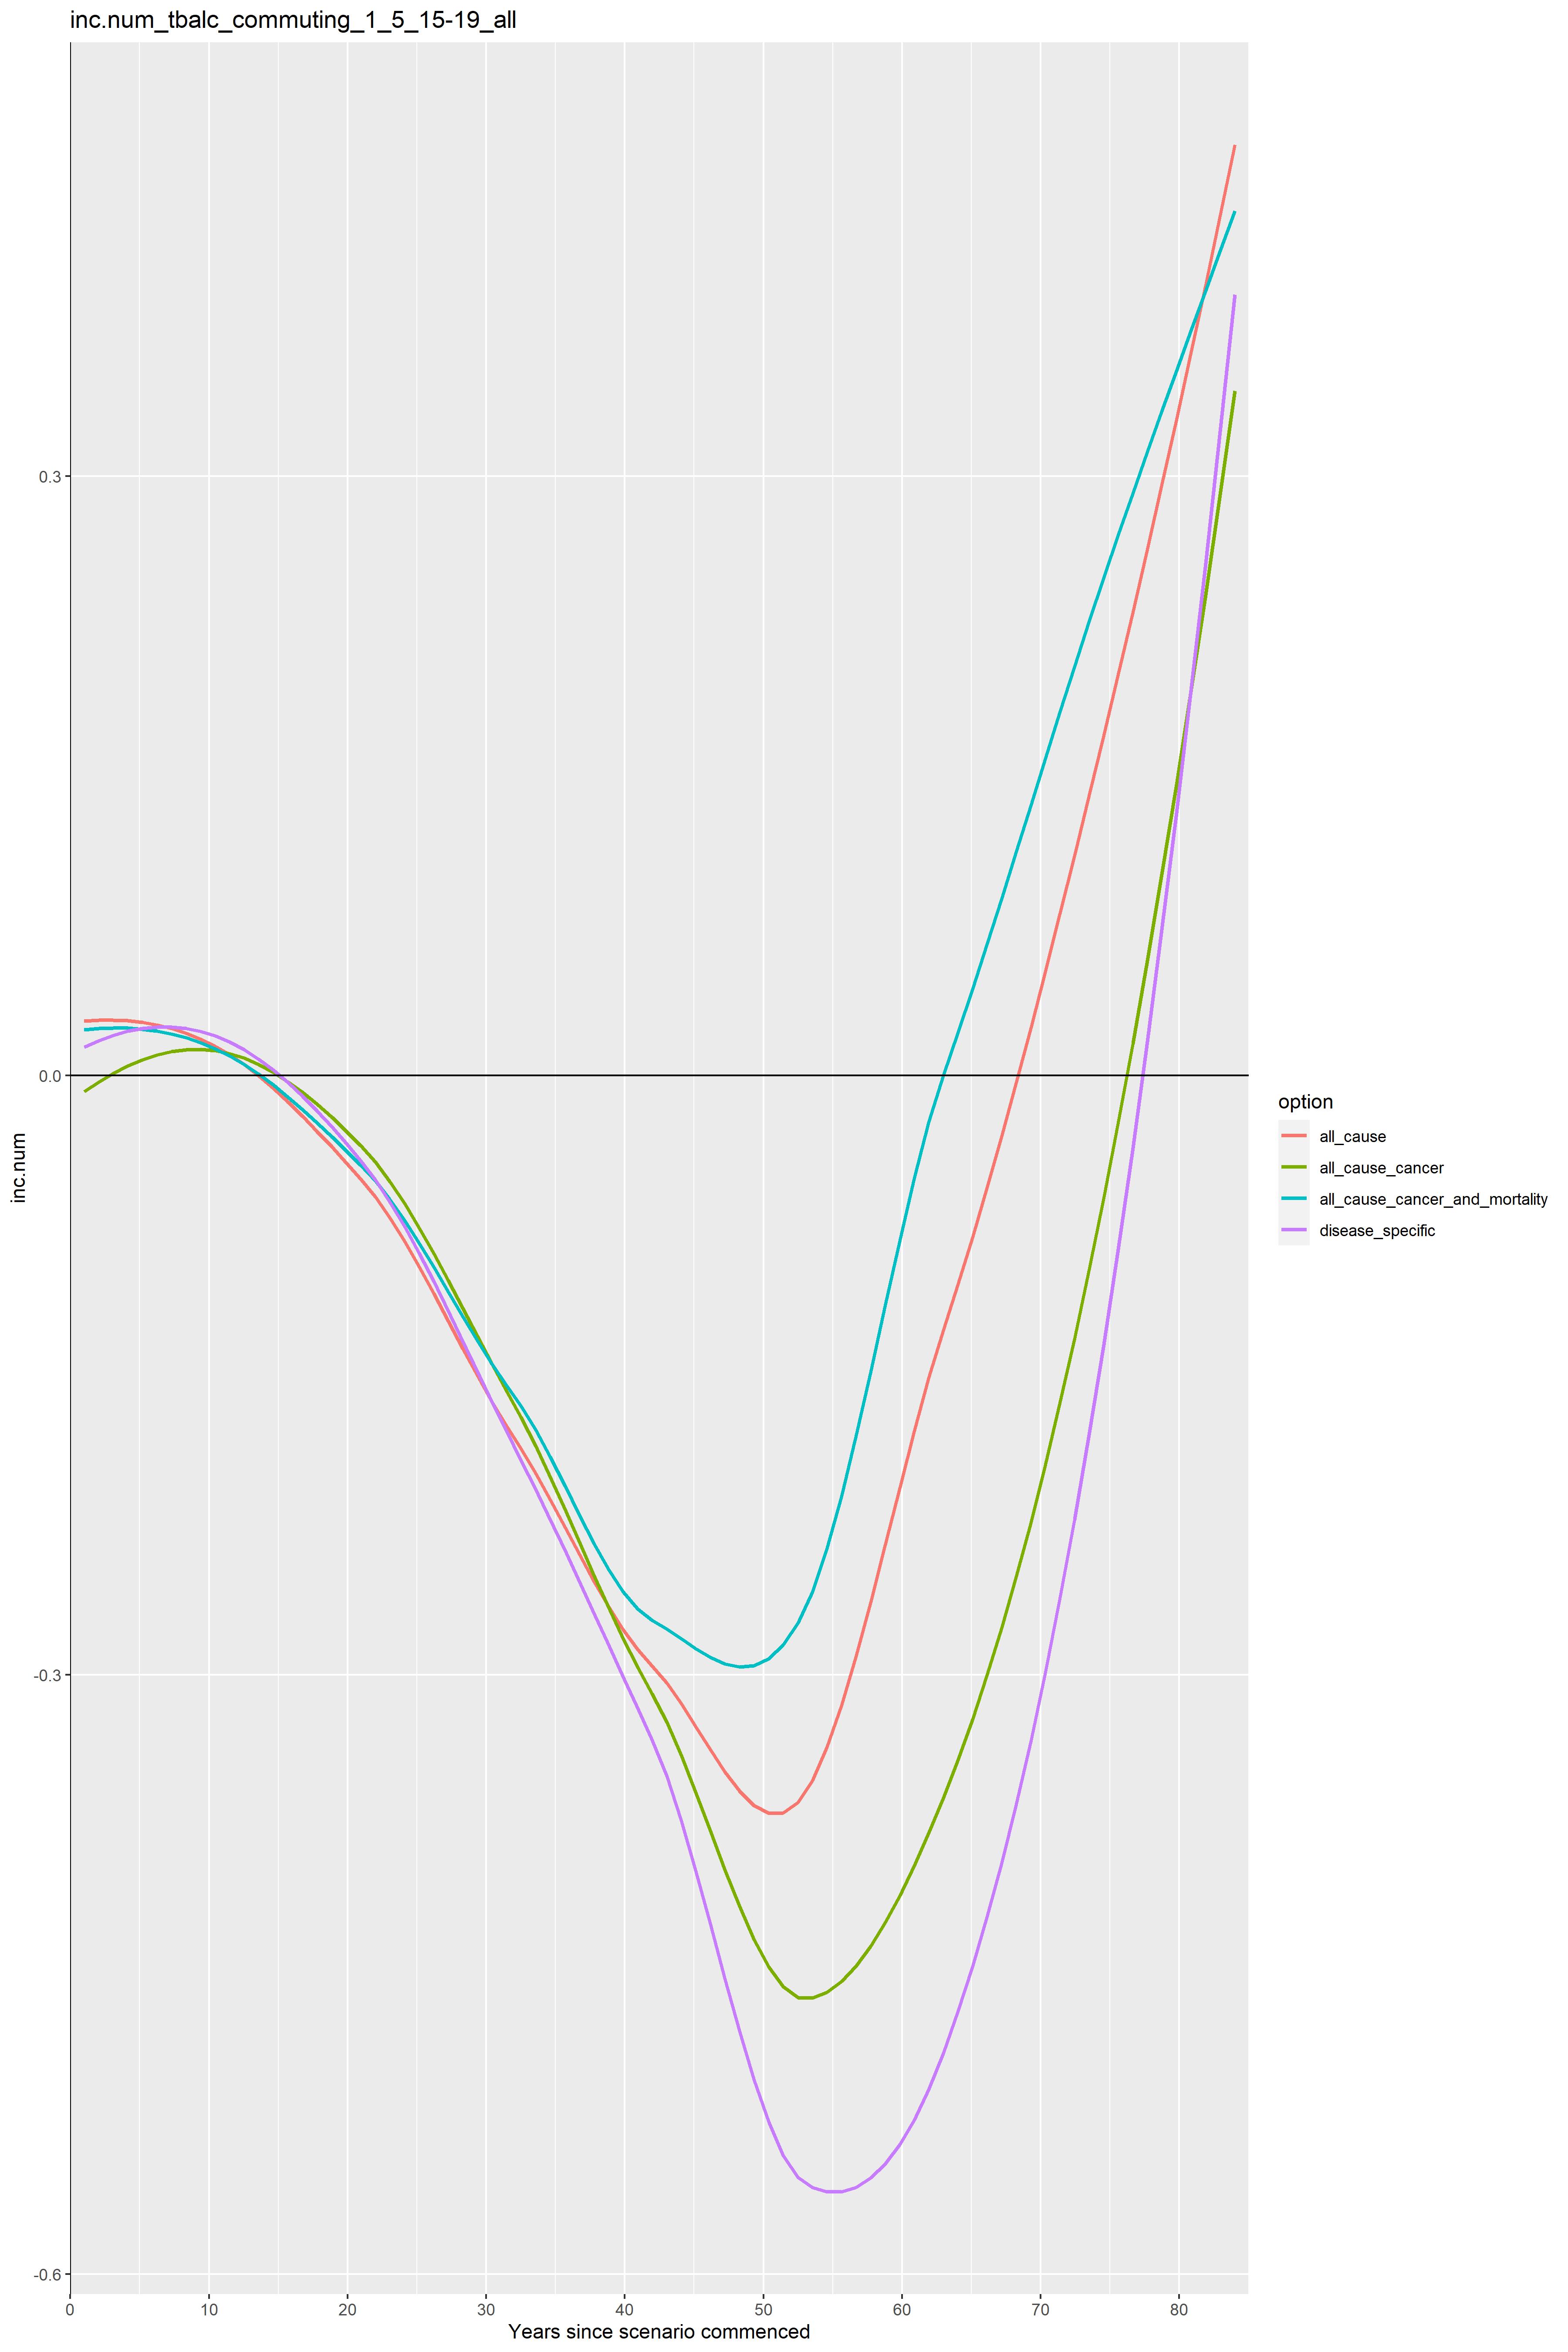 inc.num_tbalc_commuting_1_5_15-19_all
0.3
0.0
-0.3
-0.6
inc.num
0 10 20 30 40 50 60 70 80
Years since scenario commenced
option
all_cause
all_cause_cancer
all_cause_cancer_and_mortality
disease_specific